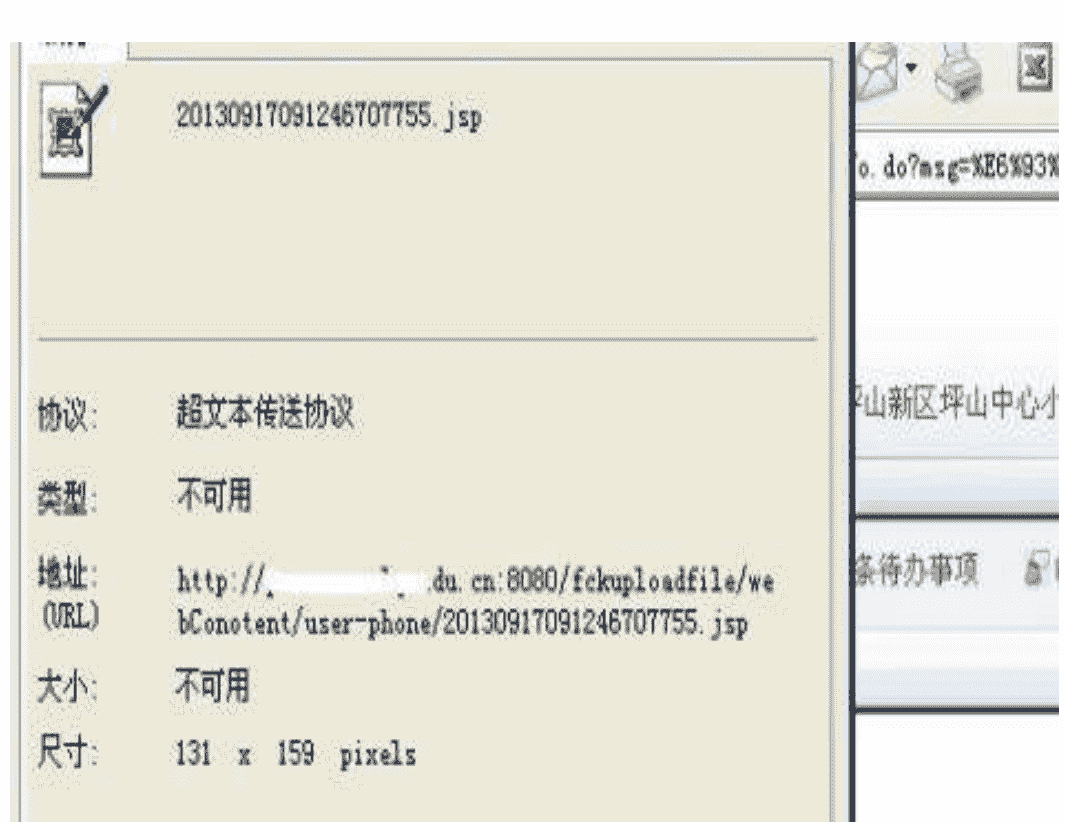 20130917091246707755.jsp
o.do?msg=%E6%93%
协议: 超文本传送协议
山新区坪山中心小
类型: 不可用
地址: (URL)
http://
.du.cn:8080/fckuploadfile/we
bConotent/user-phone/20130917091246707755.jsp
条待办事项
大小: 不可用
尺寸: 131 x 159 pixels